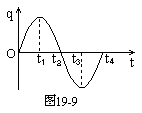 q
O
t₁ t₂ t₃ t₄ t
图19-9